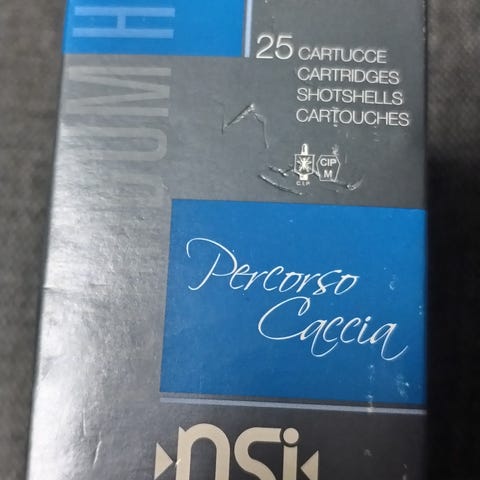 25 CARTUCCE
CARTRIDGES
SHOTSHELLS
CARTOUCHES
C.I.P
CIP
M
Percorso
Caccia
nsi